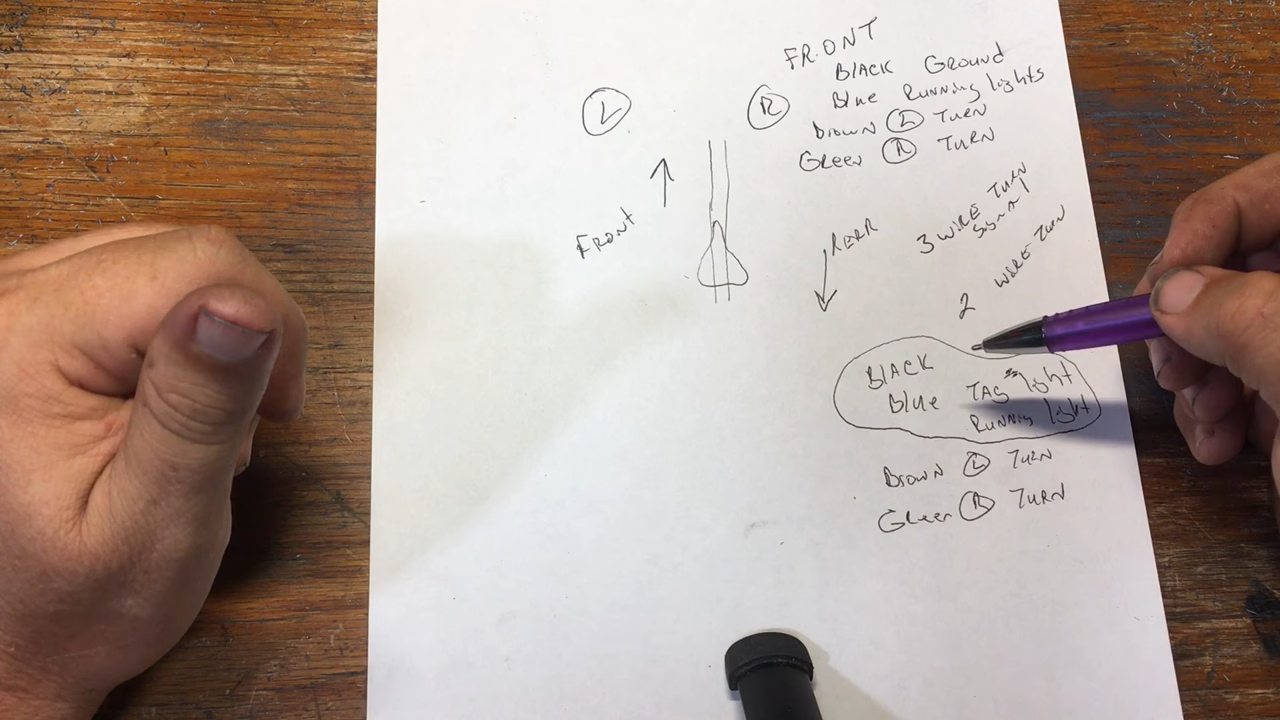 FRONT
BLACK GROUND
Blue Running lights
Brown L TURN
Green R TURN
L
R
FRONT
REAR
3 WIRE TURN
SIGNAl
2 WIRE TURN
BLACK
Blue TAG light
Running light
Brown L TURN
Green R TURN